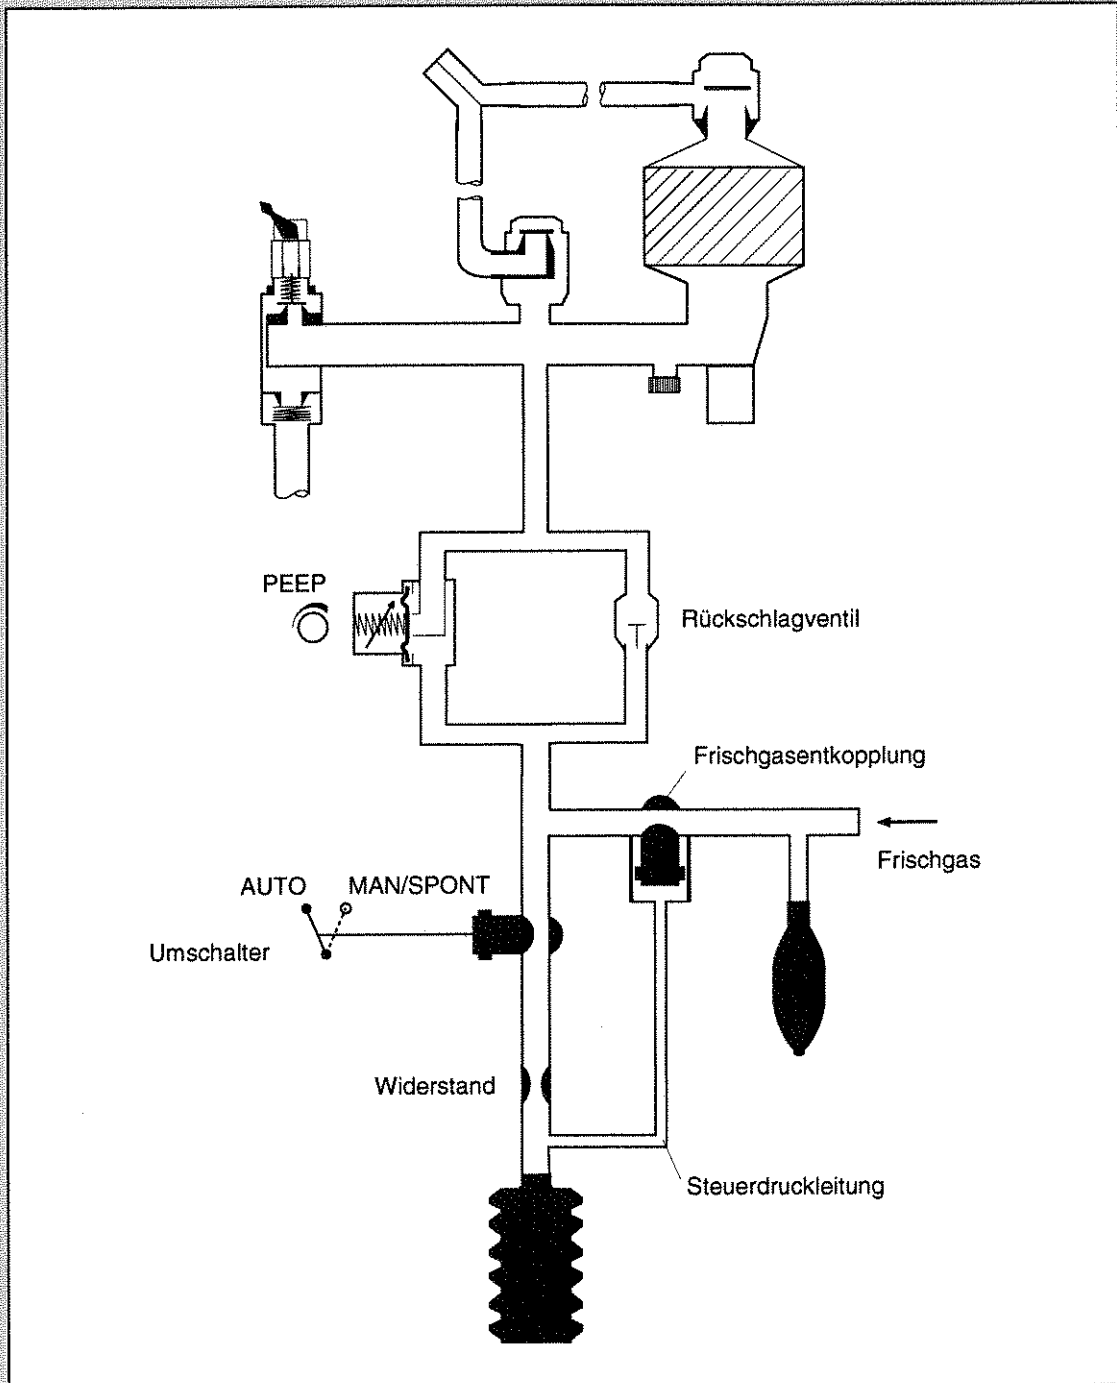 PEEP
Rückschlagventil
Frischgasentkopplung
Frischgas
AUTO
MAN/SPONT
Umschalter
Widerstand
Steuerdruckleitung